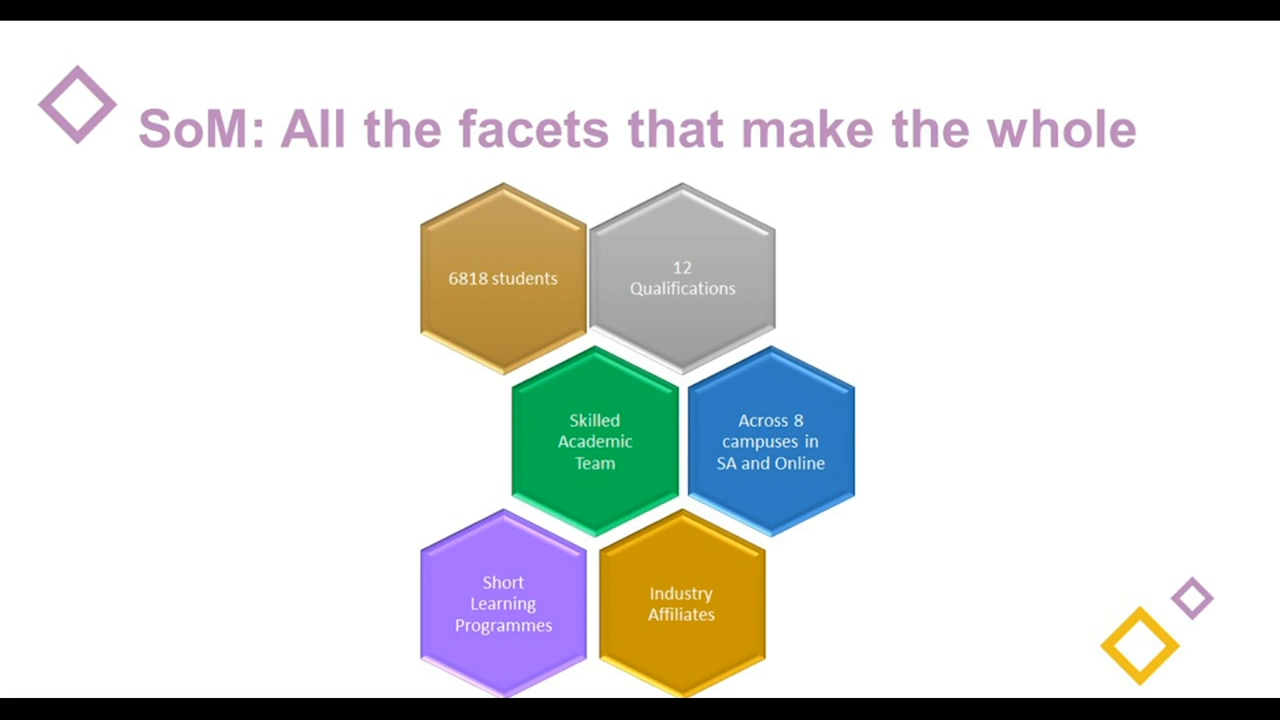 SoM: All the facets that make the whole
6818 students
12
Qualifications
Skilled
Academic
Team
Across 8
campuses in
SA and Online
Short
Learning
Programmes
Industry
Affiliates